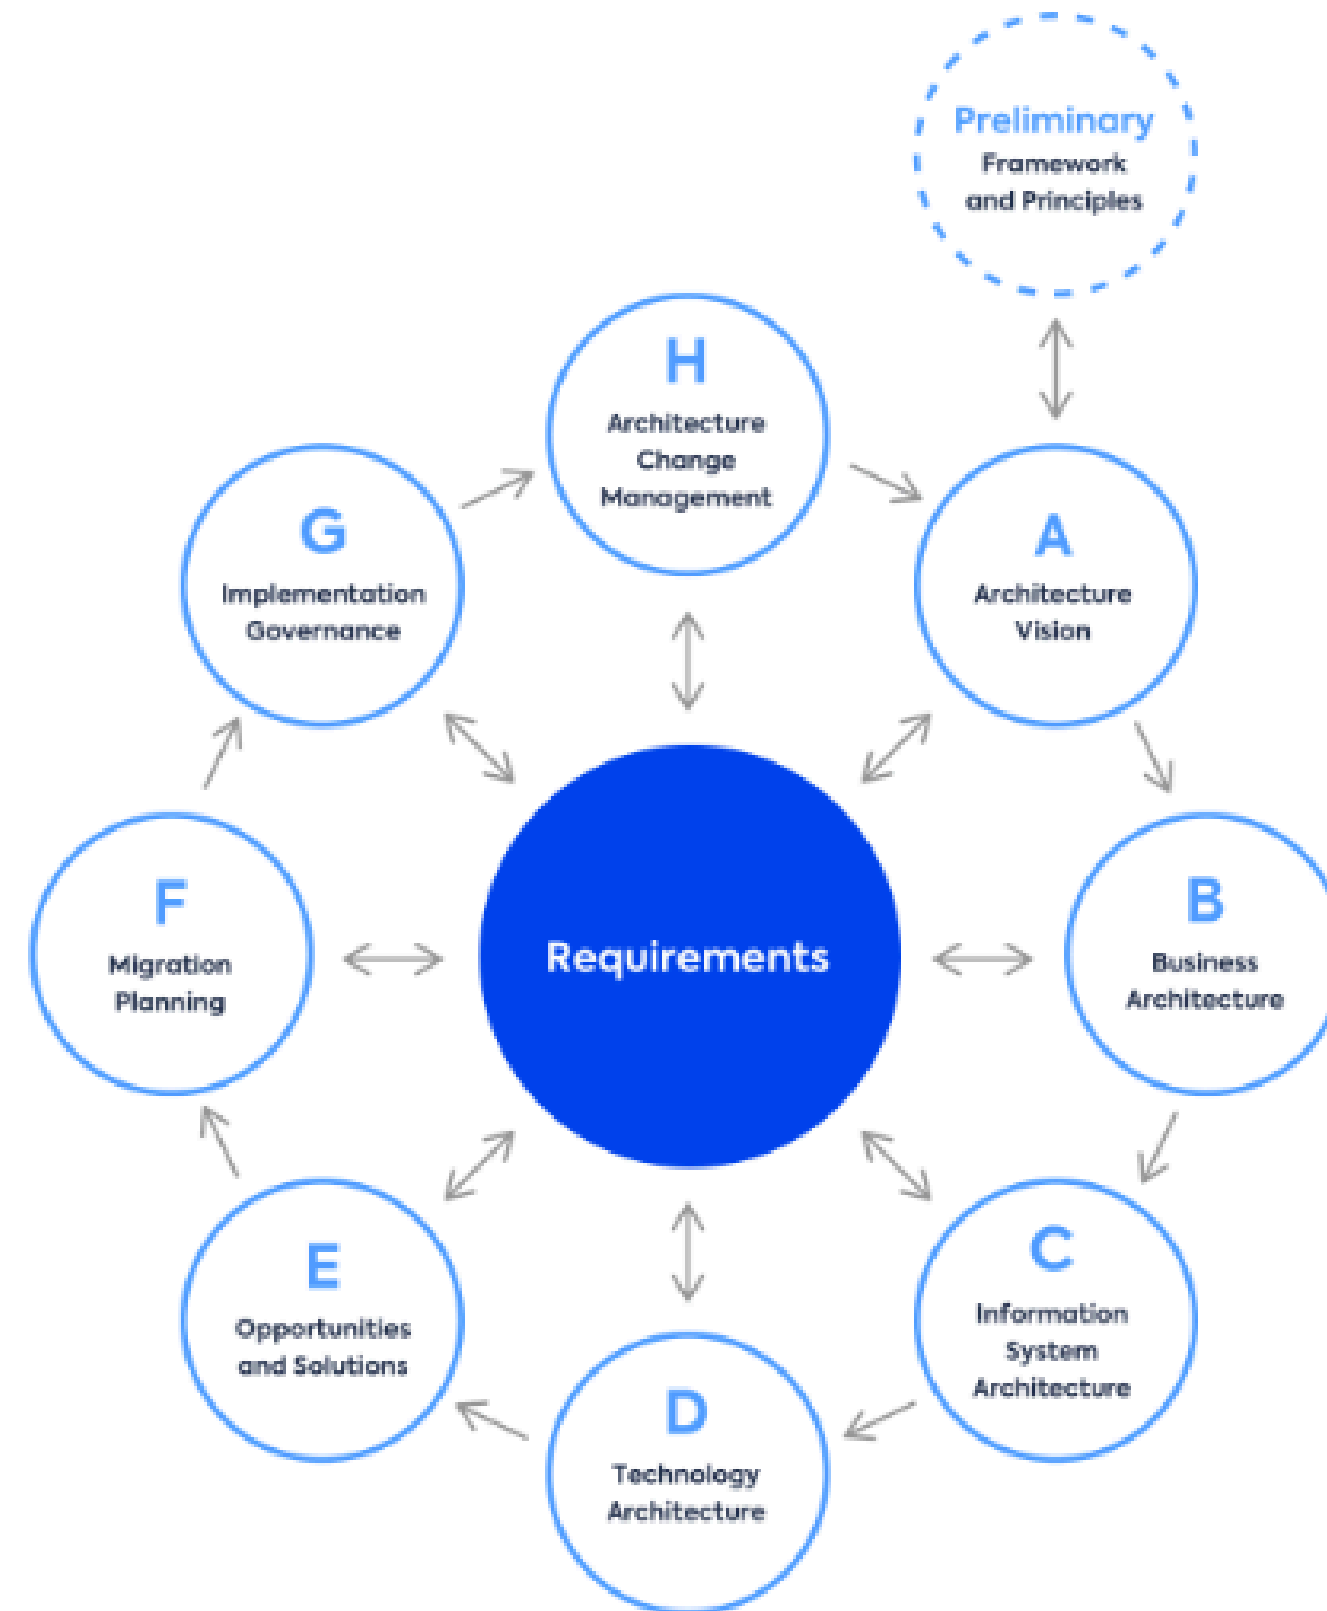 Preliminary
Framework
and Principles
H
Architecture
Change
Management
A
Architecture
Vision
B
Business
Architecture
C
Information
System
Architecture
D
Technology
Architecture
E
Opportunities
and Solutions
F
Migration
Planning
G
Implementation
Governance
Requirements